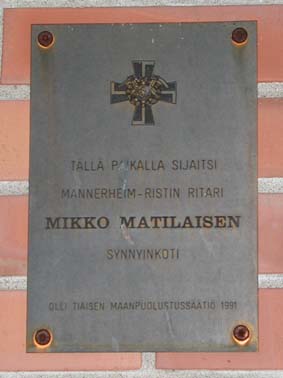 TÄLLÄ PAIKALLA SIJAITSI
MANNERHEIM-RISTIN RITARI
MIKKO MATILAISEN
SYNNYINKOTI
OLLI TIAISEN MAANPUOLUSTUSSÄÄTIÖ 1991